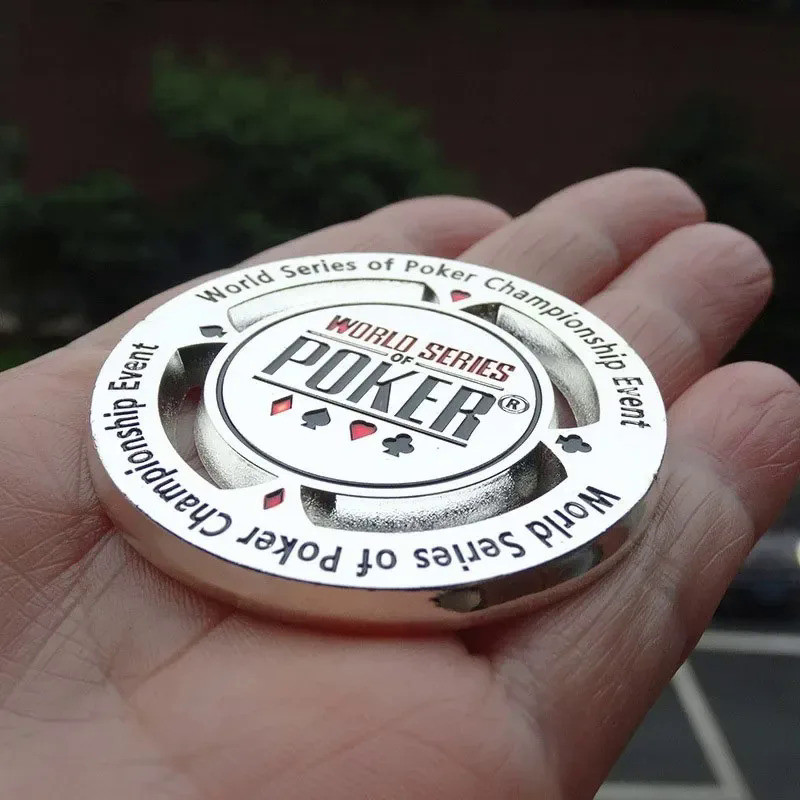 World Series of Poker Championship Event
World Series of Poker Championship Event
WORLD SERIES
OF
POKER®